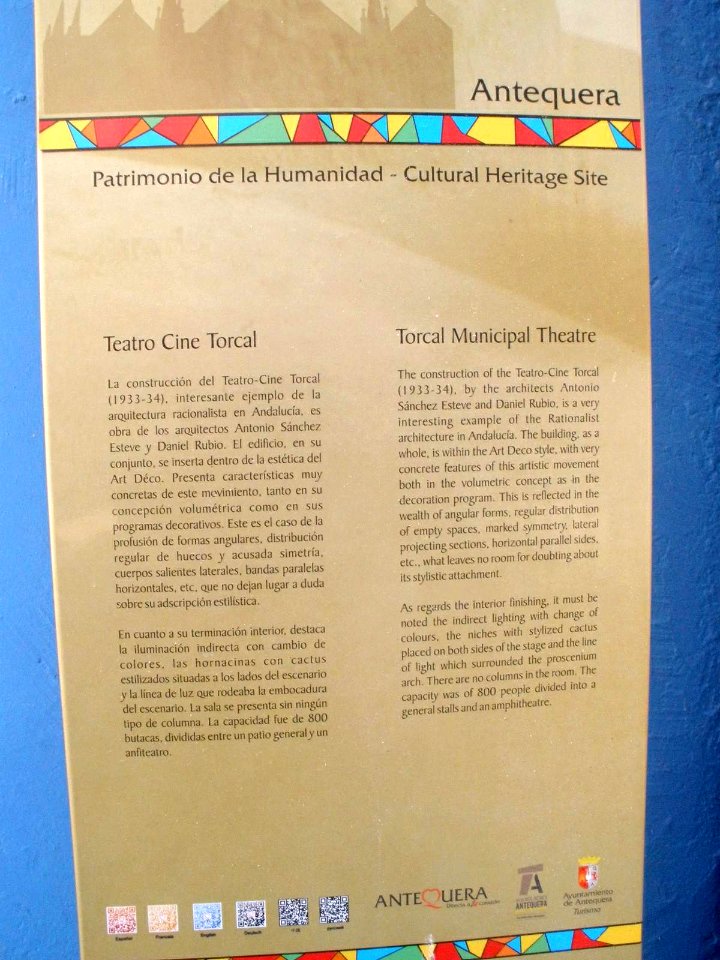 Antequera
Patrimonio de la Humanidad - Cultural Heritage Site
Teatro Cine Torcal
La construcción del Teatro-Cine Torcal
(1933-34), interesante ejemplo de la
arquitectura racionalista en Andalucía, es
obra de los arquitectos Antonio Sánchez
Esteve y Daniel Rubio. El edificio, en su
conjunto, se inserta dentro de la estética del
Art Déco. Presenta características muy
concretas de este movimiento, tanto en su
concepción volumétrica como en sus
programas decorativos. Este es el caso de la
profusión de formas angulares, distribución
regular de huecos y acusada simetría,
cuerpos salientes laterales, bandas paralelas
horizontales, etc, que no dejan lugar a duda
sobre su adscripción estilística.
En cuanto a su terminación interior, destaca
la iluminación indirecta con cambio de
colores, las hornacinas con cactus
estilizados situadas a los lados del escenario
y la línea de luz que rodeaba la embocadura
del escenario. La sala se presenta sin ningún
tipo de columna. La capacidad fue de 800
butacas, divididas entre un patio general y un
anfiteatro.
Torcal Municipal Theatre
The construction of the Teatro-Cine Torcal
(1933-34), by the architects Antonio
Sánchez Esteve and Daniel Rubio, is a very
interesting example of the Rationalist
architecture in Andalucía. The building, as a
whole, is within the Art Deco style, with very
concrete features of this artistic movement
both in the volumetric concept as in the
decoration program. This is reflected in the
wealth of angular forms, regular distribution
of empty spaces, marked symmetry, lateral
projecting sections, horizontal parallel sides,
etc., what leaves no room for doubting about
its stylistic attachment.
As regards the interior finishing, it must be
noted the indirect lighting with change of
colours, the niches with stylized cactus
placed on both sides of the stage and the line
of light which surrounded the proscenium
arch. There are no columns in the room. The
capacity was of 800 people divided into a
general stalls and an amphitheatre.
Español
Français
English
Deutsch
ANTEQUERA
Directa a tu corazón
TA
ANTEQUERA
Ayuntamiento
de Antequera
Turismo